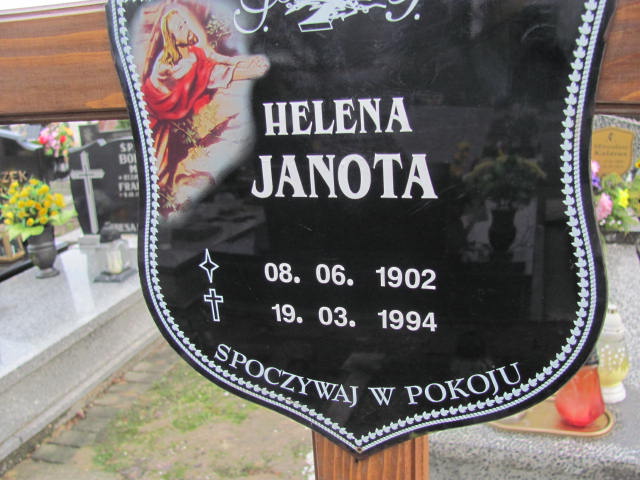 Ś. P.
HELENA
JANOTA
08. 06. 1902
19. 03. 1994
SPOCZYWAJ W POKOJU